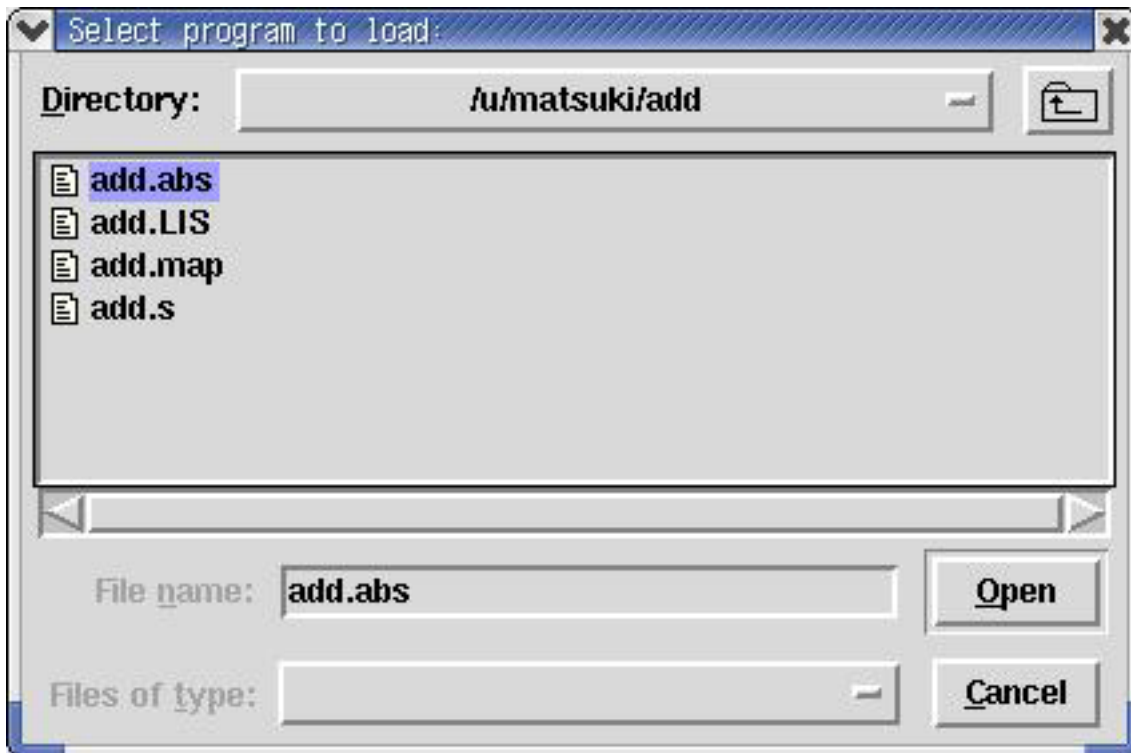 Select program to load:
Directory: /u/matsuki/add
add.abs
add.LIS
add.map
add.s
File name: add.abs Open
Files of type: Cancel